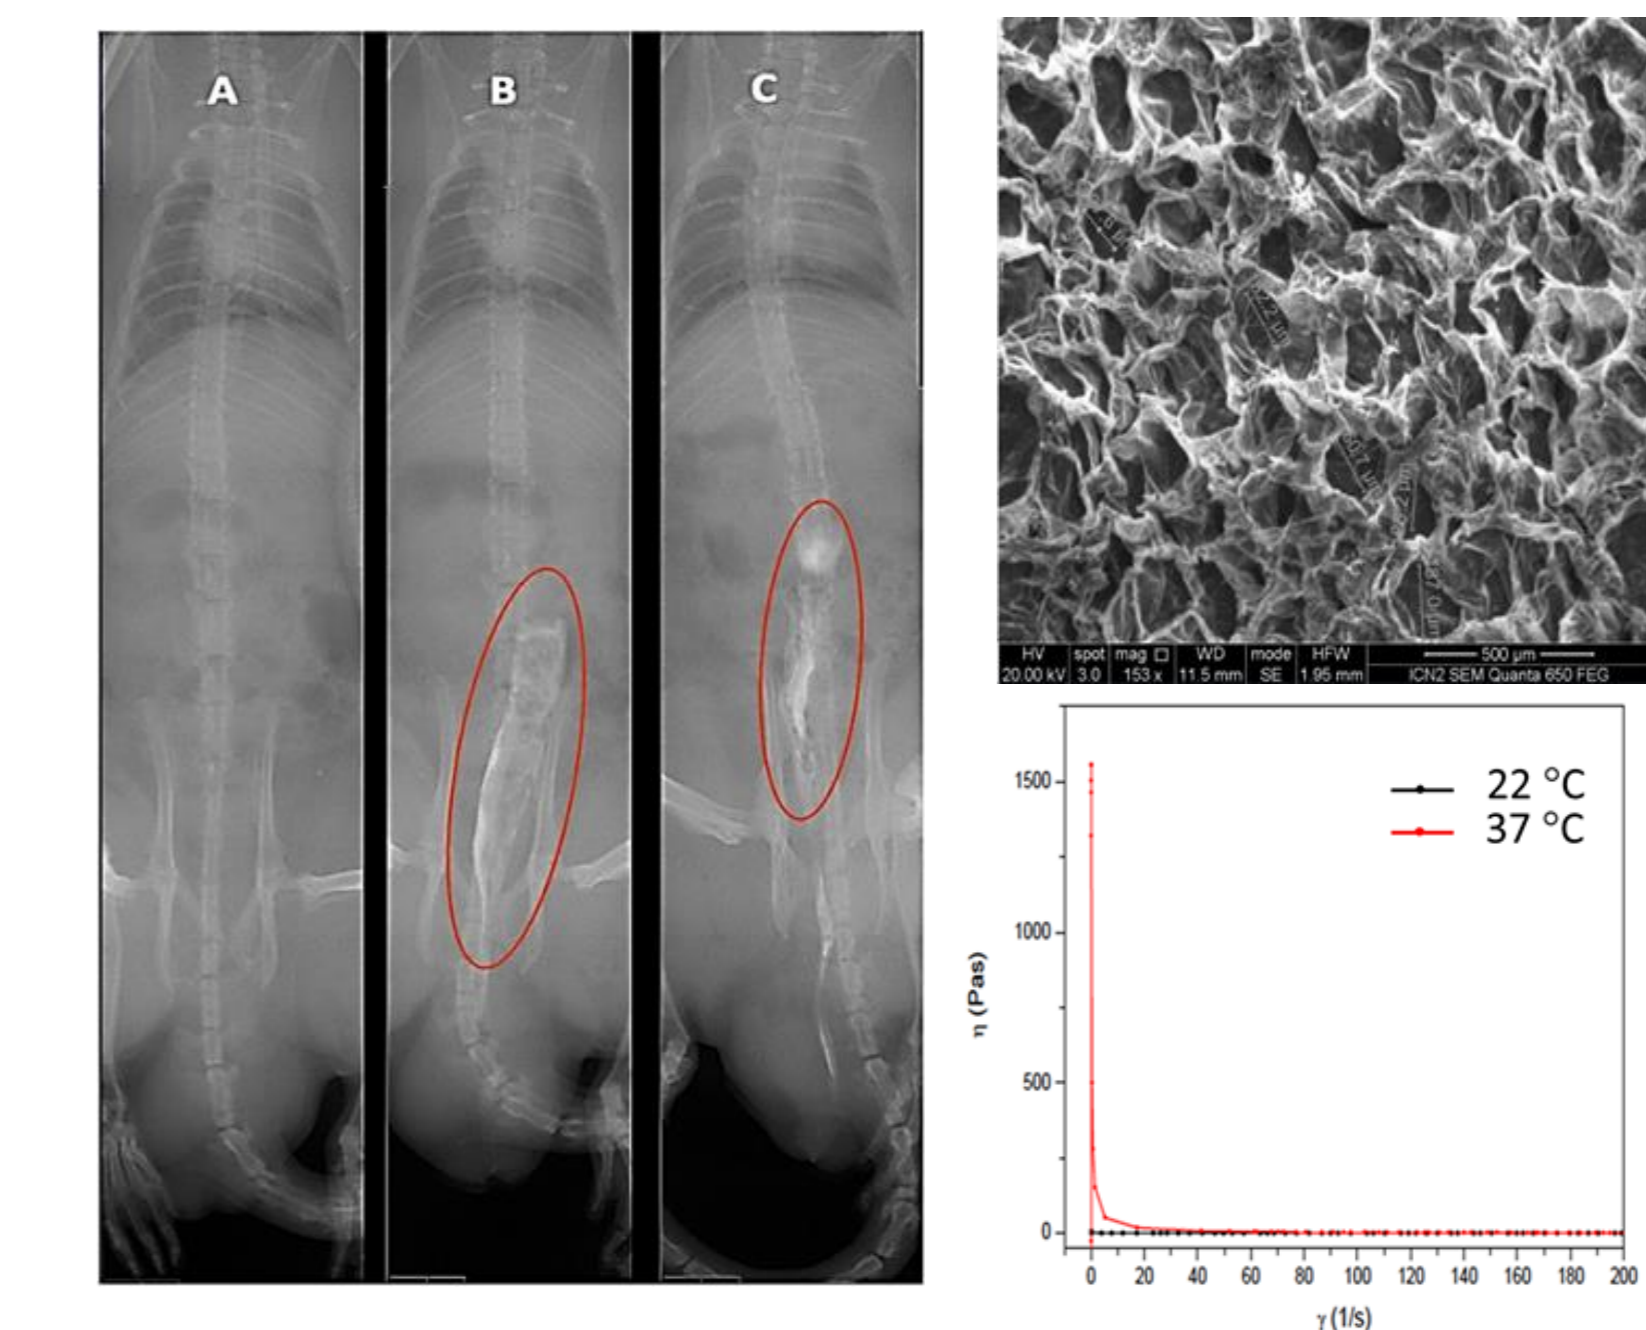 A
B
C
HV
spot
mag □
WD
mode
HFW
500 µm
20.00 kV
3.0
153 x
11.5 mm
SE
1.95 mm
ICN2 SEM Quanta 650 FEG
22 °C
37 °C
1500
1000
500
0
η (Pas)
0
20
40
60
80
100
120
140
160
180
200
γ (1/s)